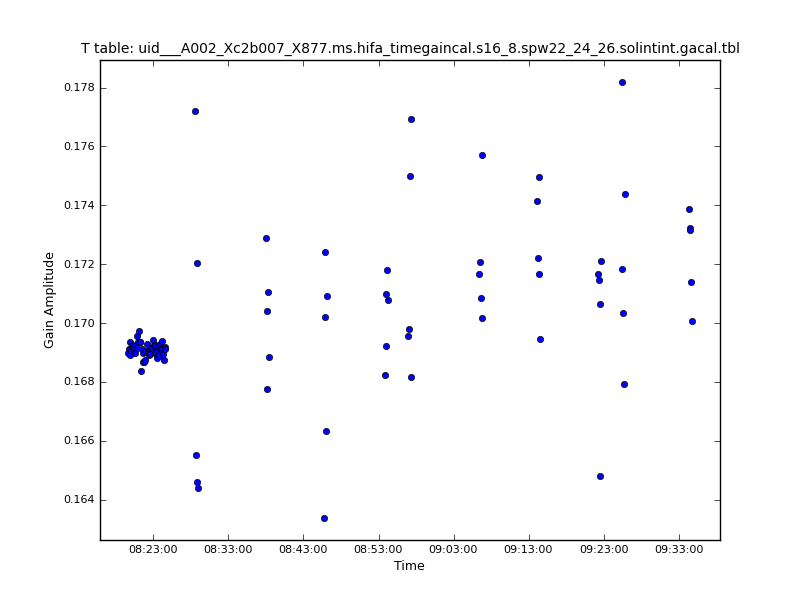 T table: uid___A002_Xc2b007_X877.ms.hifa_timegaincal.s16_8.spw22_24_26.solintint.gacal.tbl
0.178
0.176
0.174
0.172
0.170
0.168
0.166
0.164
Gain Amplitude
08:23:00 08:33:00 08:43:00 08:53:00 09:03:00 09:13:00 09:23:00 09:33:00
Time